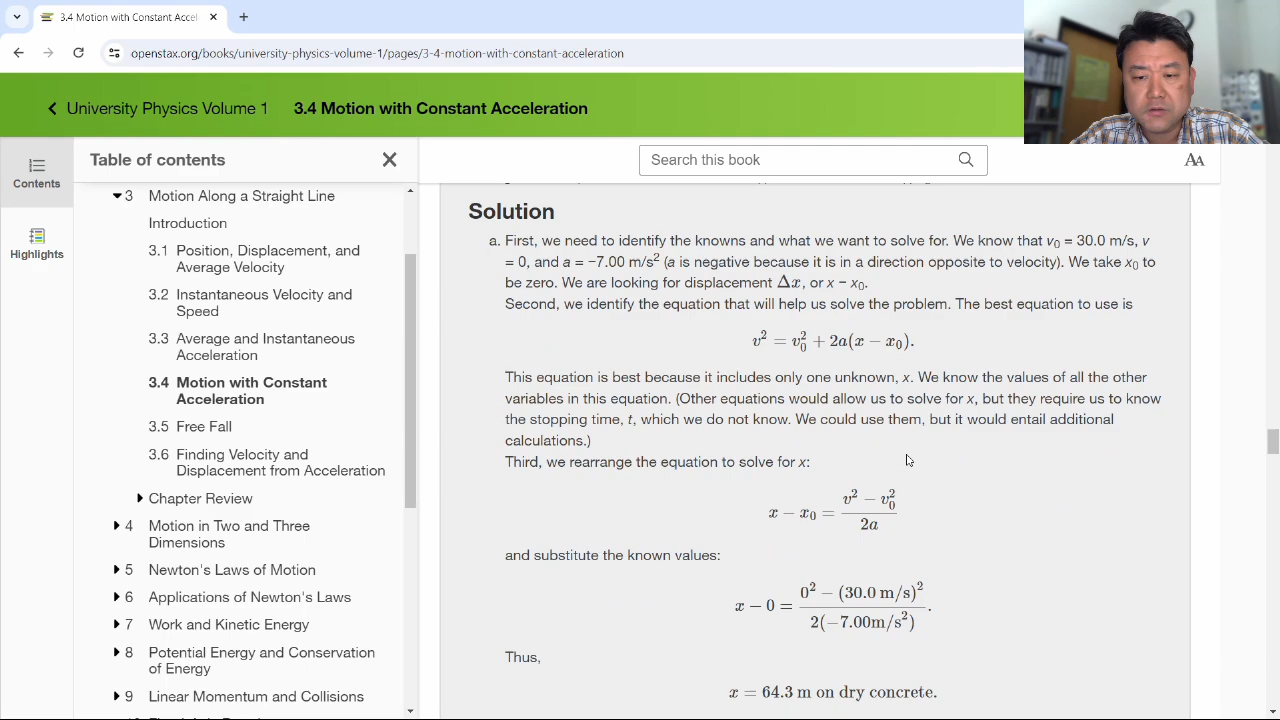 3.4 Motion with Constant Accel
openstax.org/books/university-physics-volume-1/pages/3-4-motion-with-constant-acceleration
University Physics Volume 1
3.4 Motion with Constant Acceleration
Contents
Highlights
Table of contents
3 Motion Along a Straight Line
Introduction
3.1 Position, Displacement, and
Average Velocity
3.2 Instantaneous Velocity and
Speed
3.3 Average and Instantaneous
Acceleration
3.4 Motion with Constant
Acceleration
3.5 Free Fall
3.6 Finding Velocity and
Displacement from Acceleration
Chapter Review
4 Motion in Two and Three
Dimensions
5 Newton's Laws of Motion
6 Applications of Newton's Laws
7 Work and Kinetic Energy
8 Potential Energy and Conservation
of Energy
9 Linear Momentum and Collisions
Search this book
AA
Solution
a. First, we need to identify the knowns and what we want to solve for. We know that v₀ = 30.0 m/s, v
= 0, and a = −7.00 m/s² (a is negative because it is in a direction opposite to velocity). We take x₀ to
be zero. We are looking for displacement Δx, or x − x₀.
Second, we identify the equation that will help us solve the problem. The best equation to use is
v² = v₀² + 2a(x − x₀).
This equation is best because it includes only one unknown, x. We know the values of all the other
variables in this equation. (Other equations would allow us to solve for x, but they require us to know
the stopping time, t, which we do not know. We could use them, but it would entail additional
calculations.)
Third, we rearrange the equation to solve for x:
x − x₀ = (v² − v₀²) / 2a
and substitute the known values:
x − 0 = (0² − (30.0 m/s)²) / 2(−7.00m/s²).
Thus,
x = 64.3 m on dry concrete.